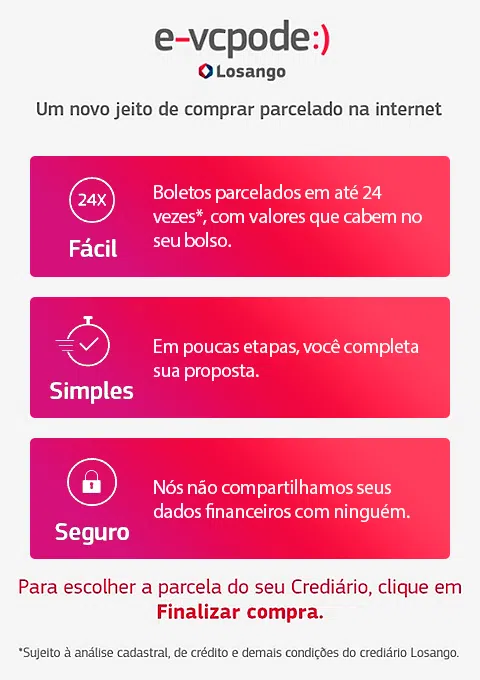 e-vcpode:)
Losango
Um novo jeito de comprar parcelado na internet
24X
Fácil
Boletos parcelados em até 24
vezes*, com valores que cabem no
seu bolso.
Simples
Em poucas etapas, você completa
sua proposta.
Seguro
Nós não compartilhamos seus
dados financeiros com ninguém.
Para escolher a parcela do seu Crediário, clique em
Finalizar compra.
*Sujeito à análise cadastral, de crédito e demais condições do crediário Losango.